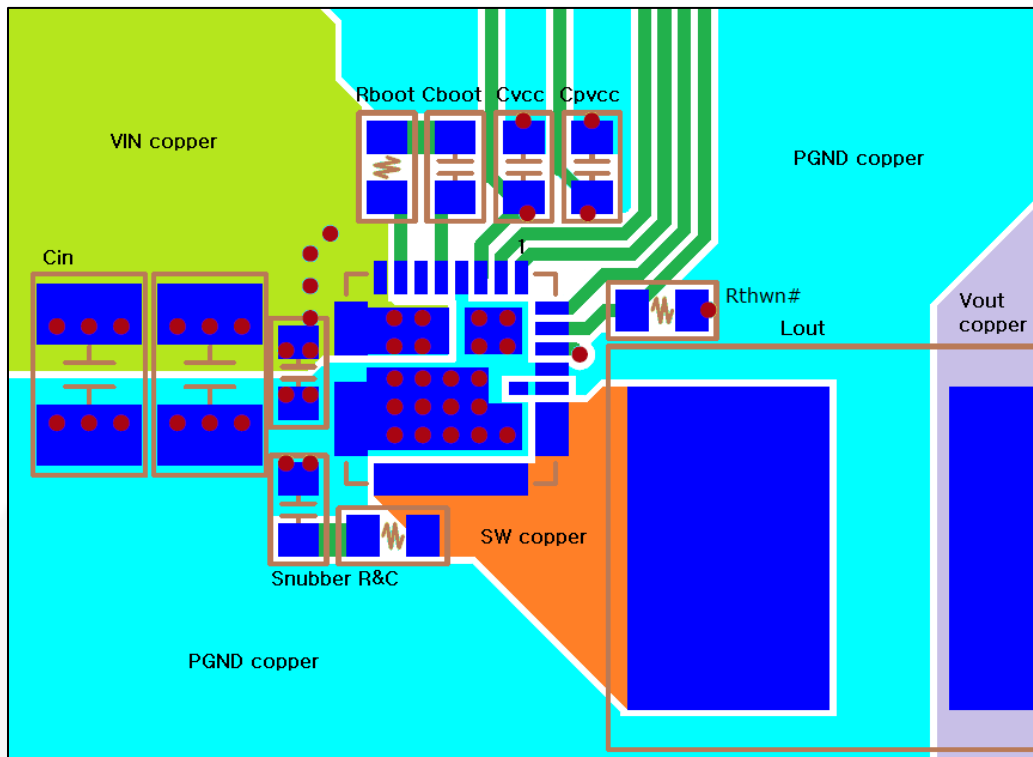 Rboot
Cboot
Cvcc
Cpvcc
VIN copper
PGND copper
1
Cin
Rthwn#
Vout
copper
Lout
SW copper
Snubber R&C
PGND copper